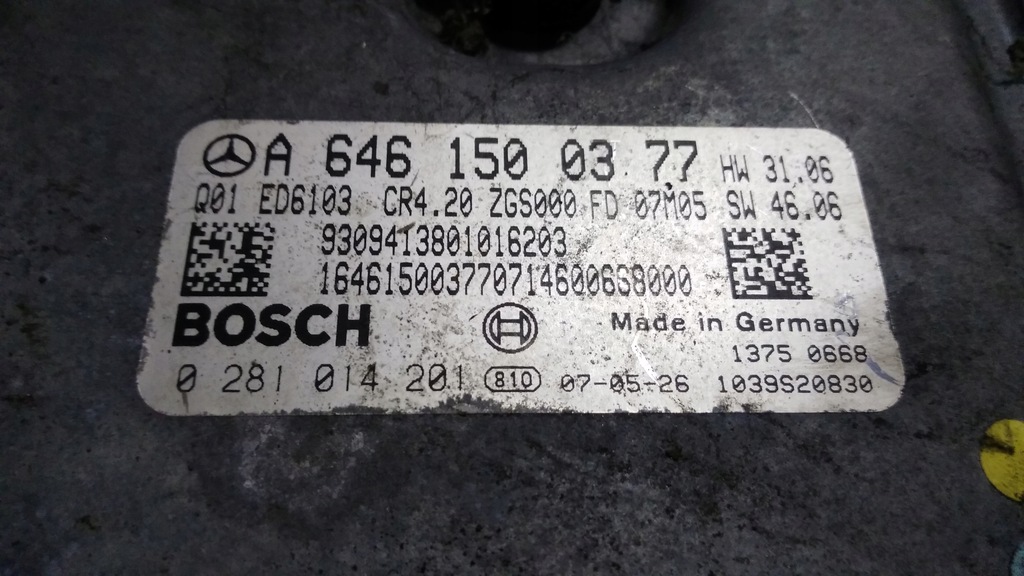 A 646 150 03 77 HW 31.06
Q01 ED6103 CR4.20 ZGS000 FD 07M05 SW 46.06
9309413801016203
1646150037707146006S8000
BOSCH Made in Germany
1375 0668
0 281 014 201 810 07-05-26 1039S20830